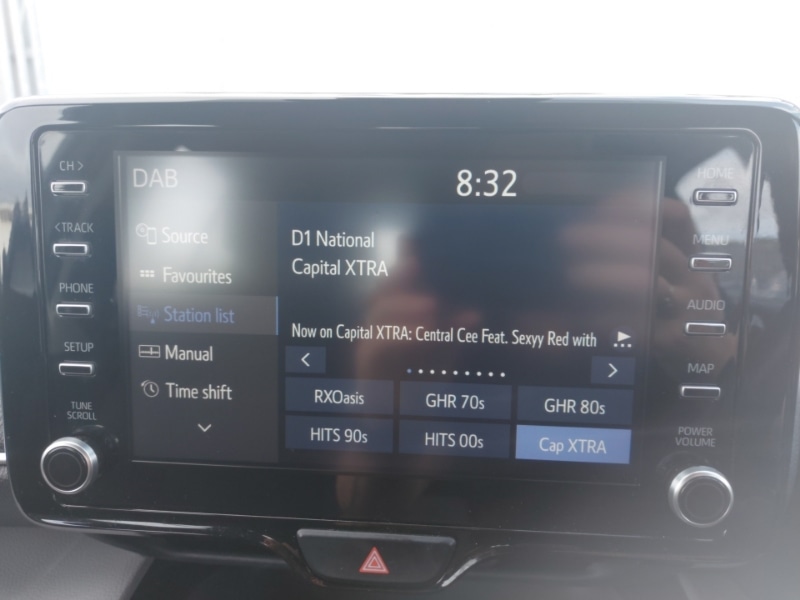 CH >
< TRACK
PHONE
SETUP
TUNE
SCROLL
DAB
8:32
Source
Favourites
Station list
Manual
Time shift
D1 National
Capital XTRA
Now on Capital XTRA: Central Cee Feat. Sexyy Red with
RXOasis
GHR 70s
GHR 80s
HITS 90s
HITS 00s
Cap XTRA
HOME
MENU
AUDIO
MAP
POWER
VOLUME